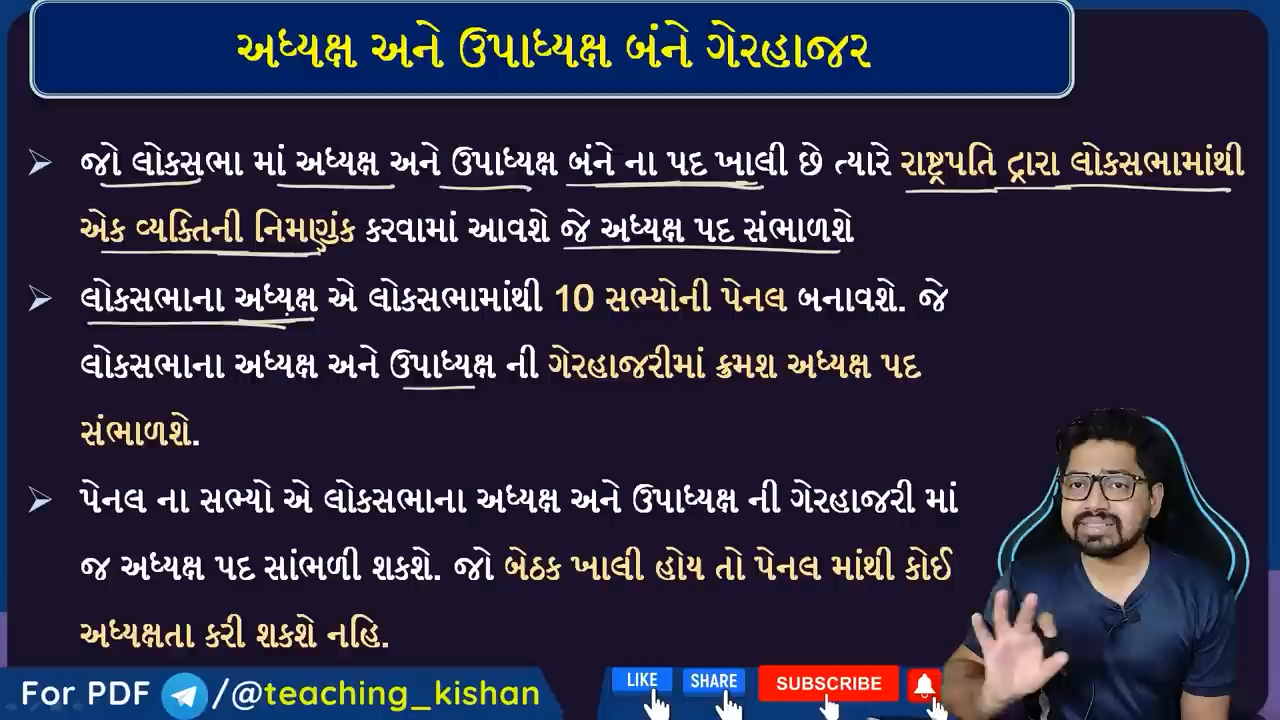 અધ્યક્ષ અને ઉપાધ્યક્ષ બંને ગેરહાજર
➢ જો લોકસભા માં અધ્યક્ષ અને ઉપાધ્યક્ષ બંને ના પદ ખાલી છે ત્યારે રાષ્ટ્રપતિ દ્રારા લોકસભામાંથી
એક વ્યક્તિની નિમણુંક કરવામાં આવશે જે અધ્યક્ષ પદ સંભાળશે
➢ લોકસભાના અધ્યક્ષ એ લોકસભામાંથી 10 સભ્યોની પેનલ બનાવશે. જે
લોકસભાના અધ્યક્ષ અને ઉપાધ્યક્ષ ની ગેરહાજરીમાં ક્રમશ અધ્યક્ષ પદ
સંભાળશે.
➢ પેનલ ના સભ્યો એ લોકસભાના અધ્યક્ષ અને ઉપાધ્યક્ષ ની ગેરહાજરી માં
જ અધ્યક્ષ પદ સાંભળી શકશે. જો બેઠક ખાલી હોય તો પેનલ માંથી કોઈ
અધ્યક્ષતા કરી શકશે નહિ.
For PDF /@teaching_kishan
LIKE SHARE SUBSCRIBE